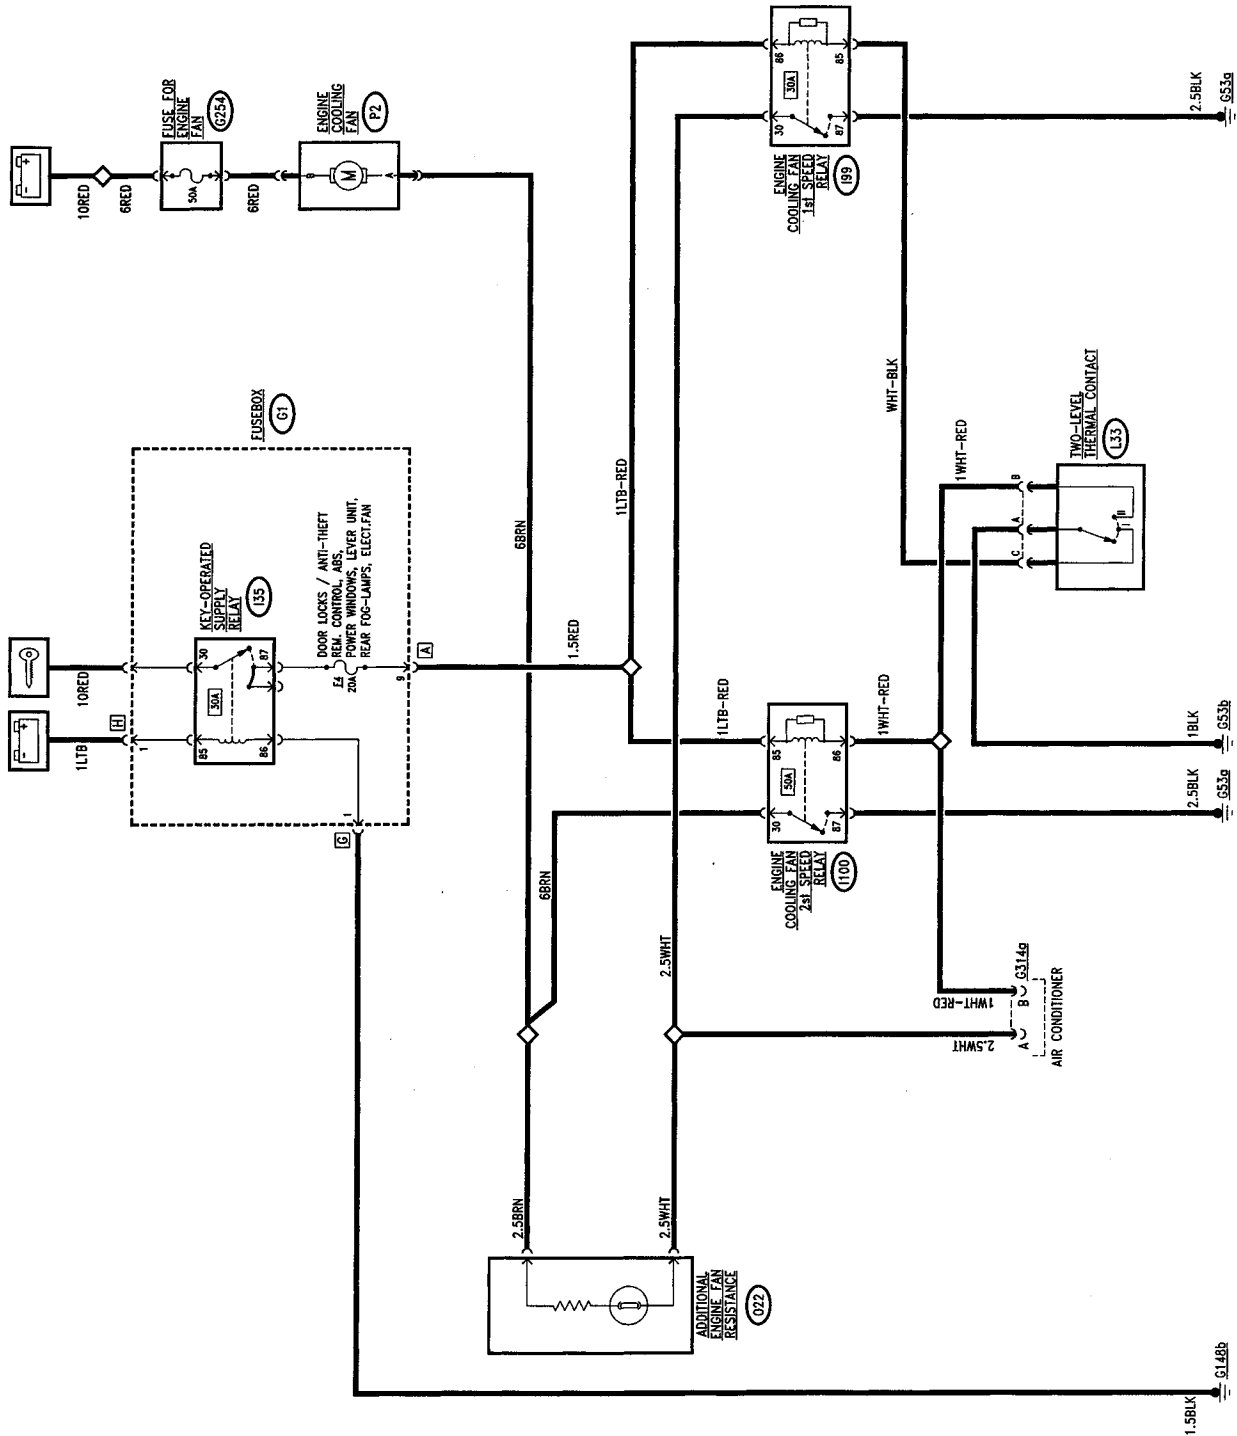 10RED
6RED
50A
FUSE FOR
ENGINE
FAN
G254
6RED
B
M
A
ENGINE
COOLING
FAN
P2
FUSEBOX
G1
10RED
1LTB
H
1
KEY-OPERATED
SUPPLY
RELAY
I35
30
87
30A
85
86
DOOR LOCKS / ANTI-THEFT
REM. CONTROL, ABS,
POWER WINDOWS, LEVER UNIT,
REAR FOG-LAMPS, ELECT.FAN
F4
20A
9
A
1
G
6BRN
1.5RED
1LTB-RED
86
85
30A
30
87
ENGINE
COOLING FAN
1st SPEED
RELAY
I99
2.5BLK
G53a
WHT-BLK
1WHT-RED
TWO-LEVEL
THERMAL CONTACT
L33
B
A
C
II
I
1LTB-RED
1WHT-RED
85
86
50A
30
87
ENGINE
COOLING FAN
2st SPEED
RELAY
I100
1BLK
G53b
2.5BLK
G53a
6BRN
2.5WHT
1WHT-RED
2.5WHT
B
A
G314a
AIR CONDITIONER
2.5BRN
2.5WHT
ADDITIONAL
ENGINE FAN
RESISTANCE
O22
1.5BLK
G148b